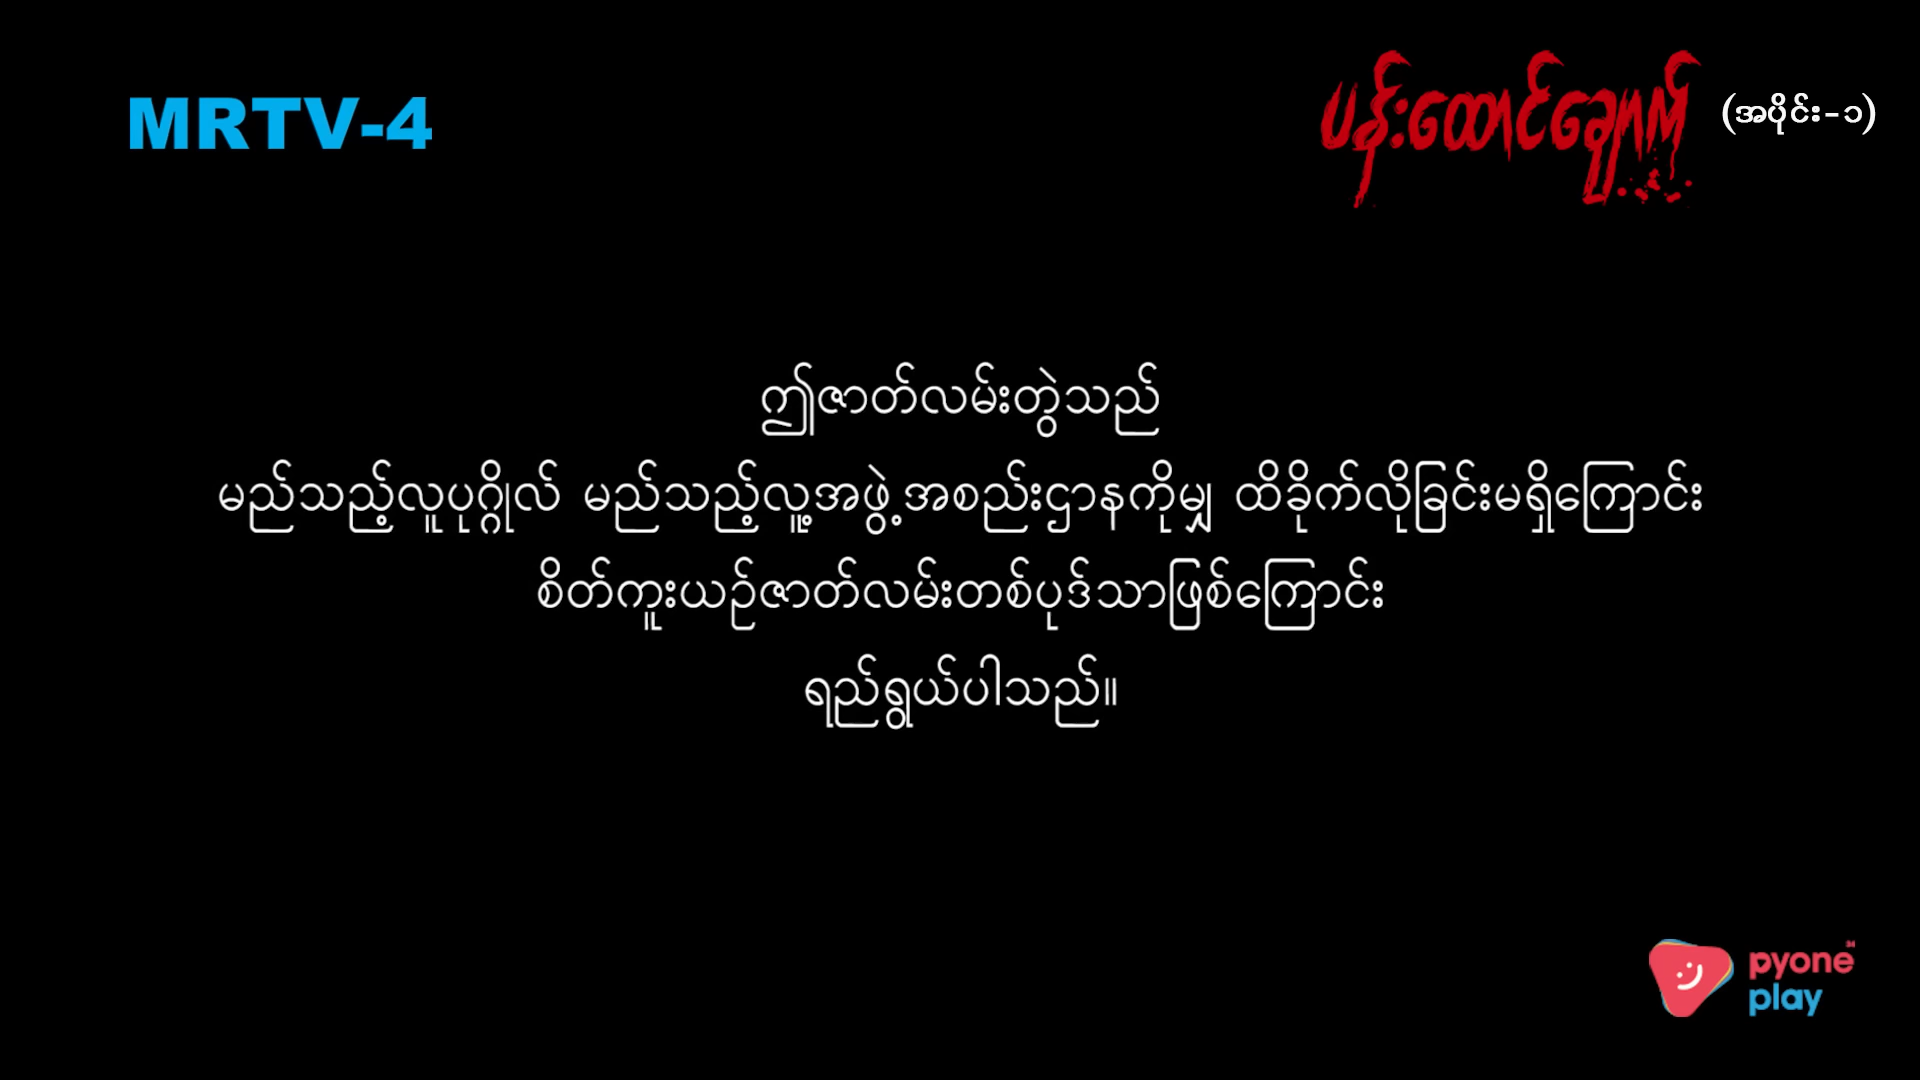 MRTV-4
ပန်းထောင်ချောက် (အပိုင်း-၁)
ဤဇာတ်လမ်းတွဲသည်
မည်သည့်လူပုဂ္ဂိုလ် မည်သည့်လူ့အဖွဲ့အစည်းဌာနကိုမျှ ထိခိုက်လိုခြင်းမရှိကြောင်း
စိတ်ကူးယဉ်ဇာတ်လမ်းတစ်ပုဒ်သာဖြစ်ကြောင်း
ရည်ရွယ်ပါသည်။
pyone
play